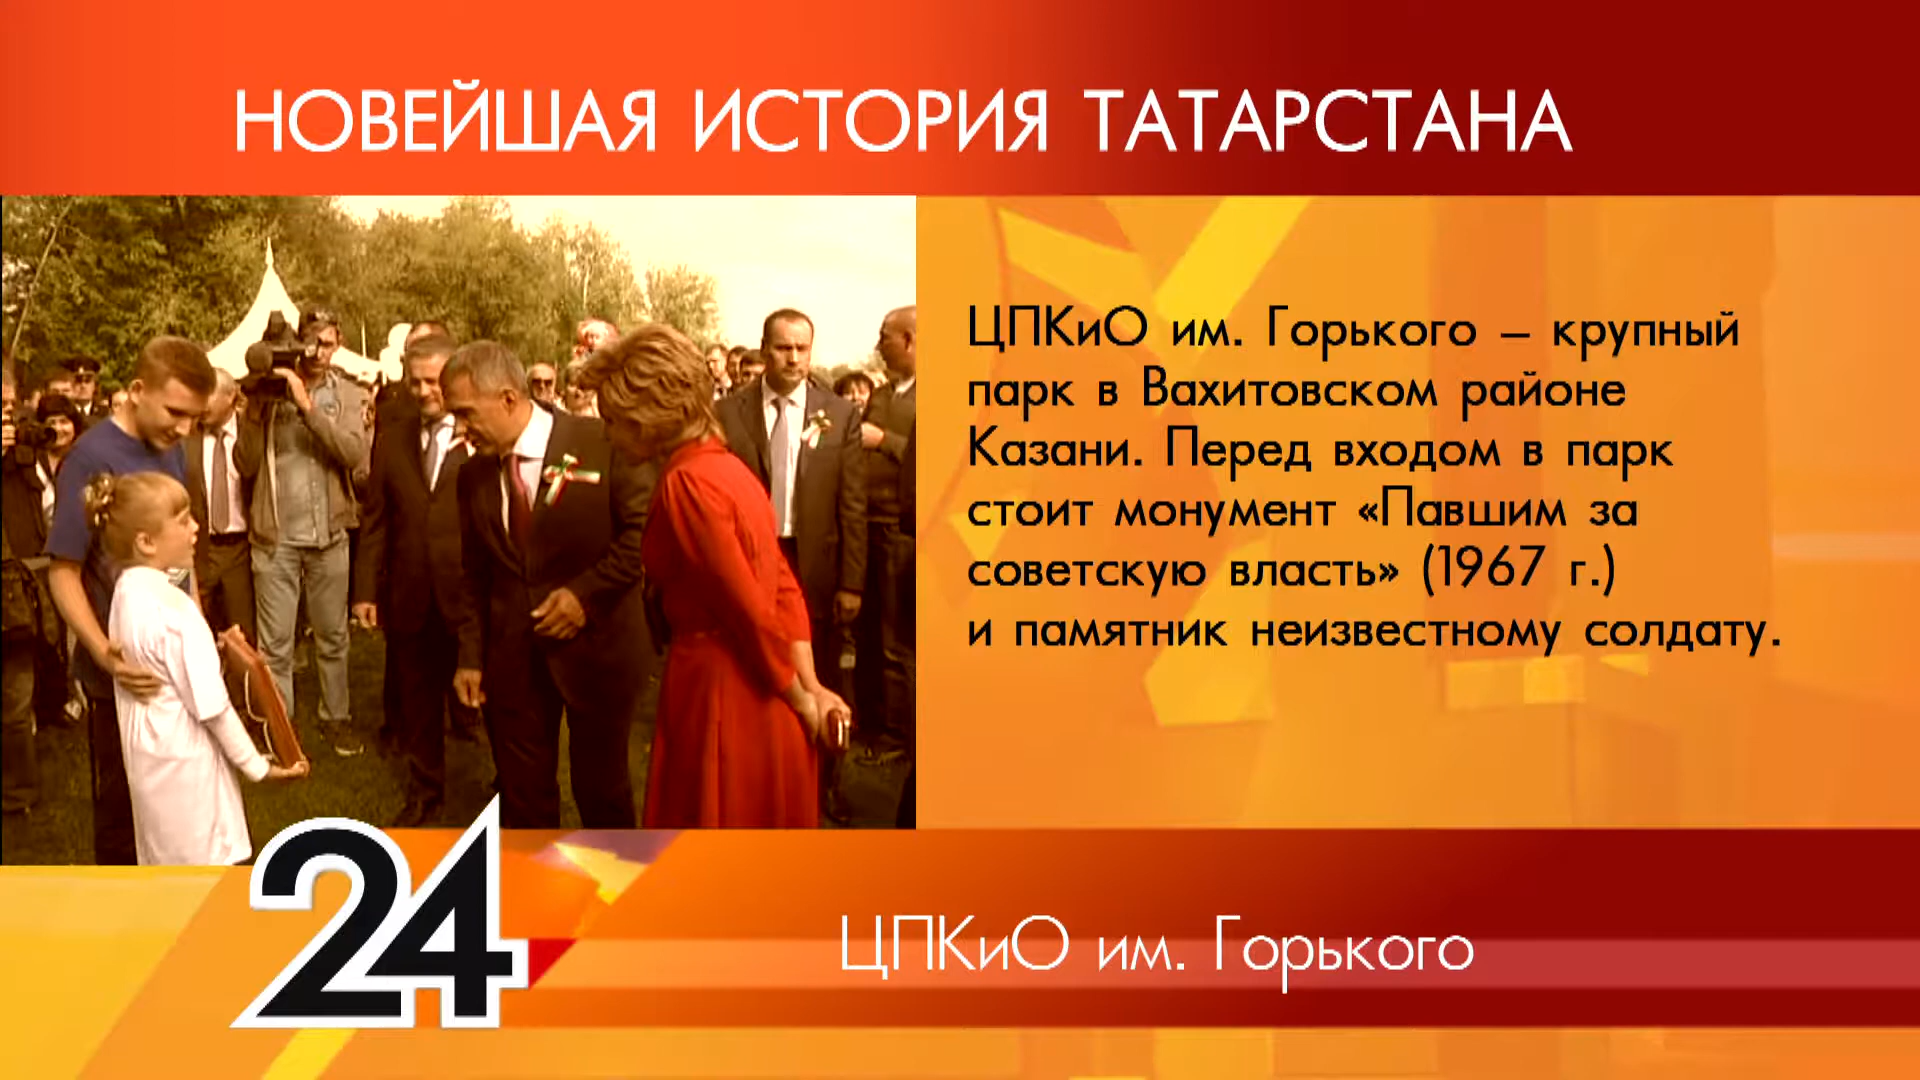 НОВЕЙШАЯ ИСТОРИЯ ТАТАРСТАНА
ЦПКиО им. Горького – крупный
парк в Вахитовском районе
Казани. Перед входом в парк
стоит монумент «Павшим за
советскую власть» (1967 г.)
и памятник неизвестному солдату.
24
ЦПКиО им. Горького